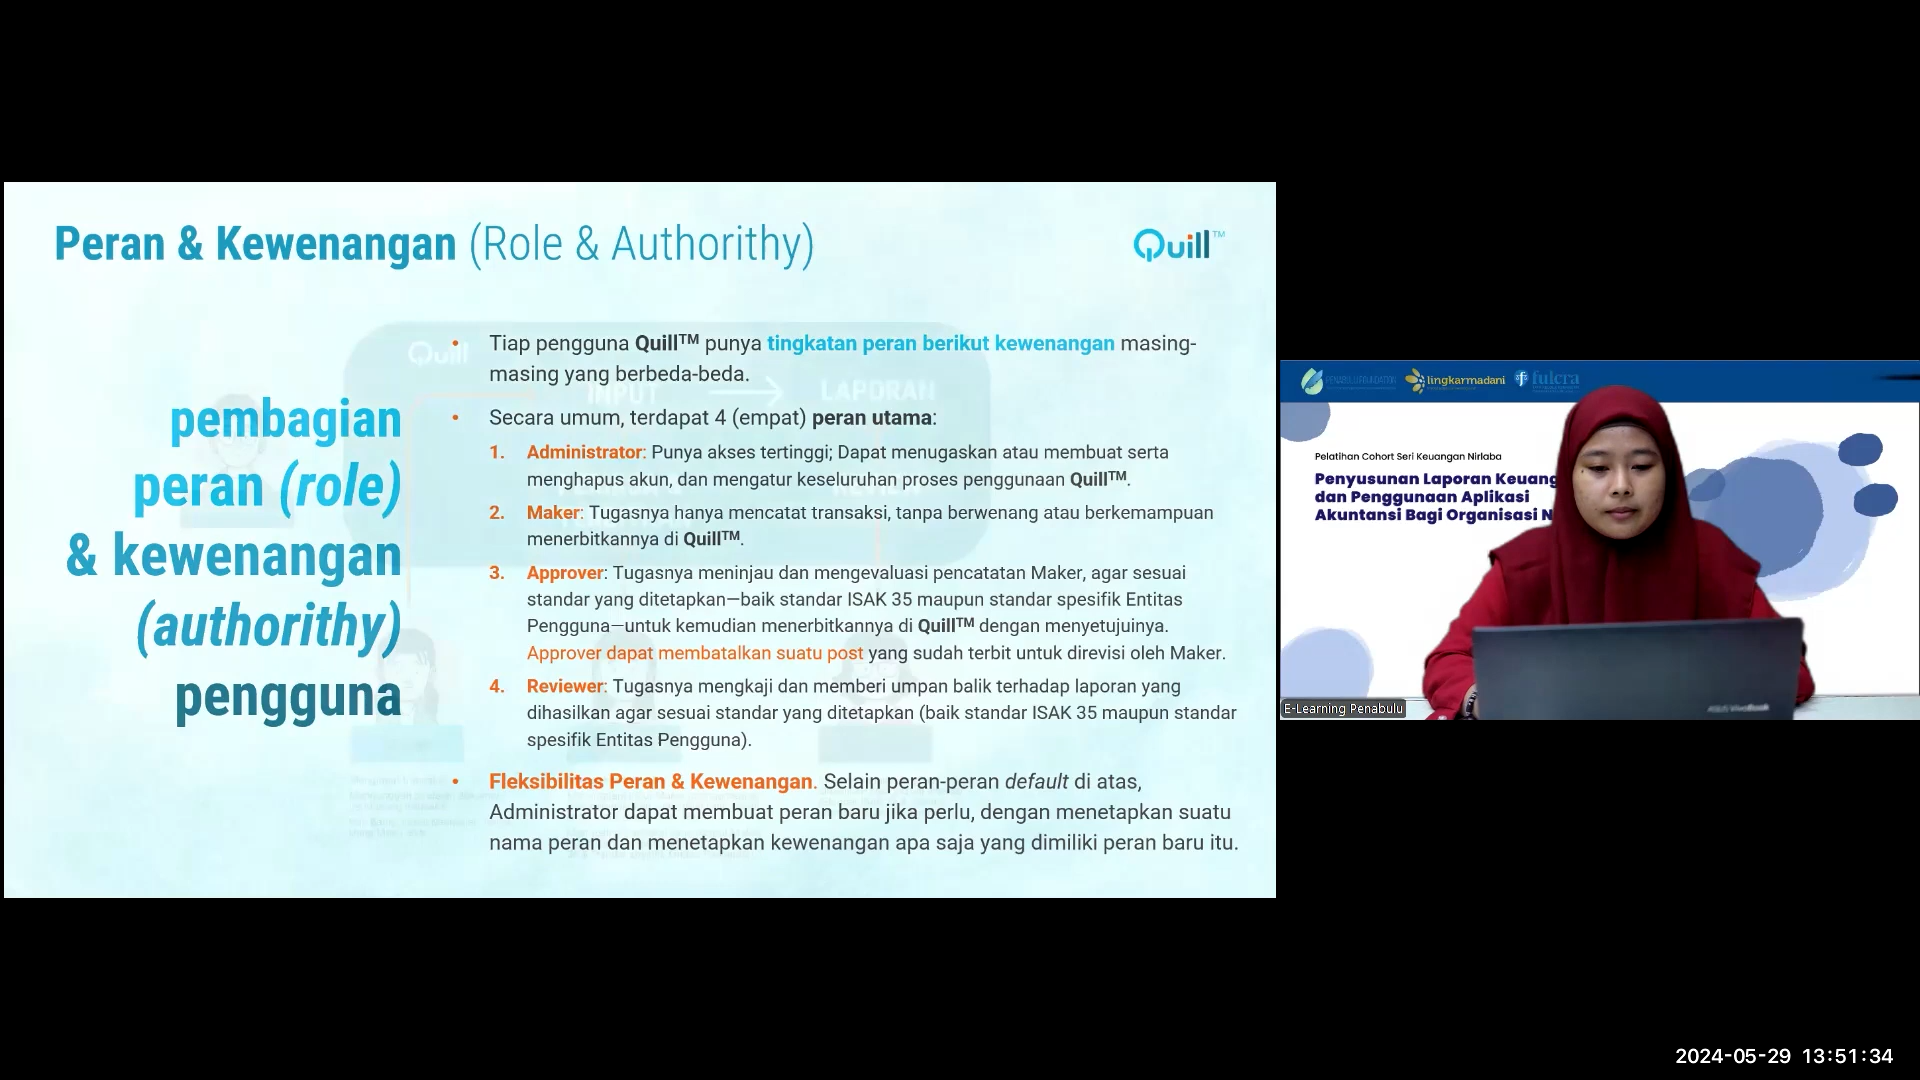 Peran & Kewenangan (Role & Authorithy)
Quill™
pembagian
peran (role)
& kewenangan
(authorithy)
pengguna
• Tiap pengguna Quill™ punya tingkatan peran berikut kewenangan masing-
masing yang berbeda-beda.
• Secara umum, terdapat 4 (empat) peran utama:
1. Administrator: Punya akses tertinggi; Dapat menugaskan atau membuat serta
menghapus akun, dan mengatur keseluruhan proses penggunaan Quill™.
2. Maker: Tugasnya hanya mencatat transaksi, tanpa berwenang atau berkemampuan
menerbitkannya di Quill™.
3. Approver: Tugasnya meninjau dan mengevaluasi pencatatan Maker, agar sesuai
standar yang ditetapkan—baik standar ISAK 35 maupun standar spesifik Entitas
Pengguna—untuk kemudian menerbitkannya di Quill™ dengan menyetujuinya.
Approver dapat membatalkan suatu post yang sudah terbit untuk direvisi oleh Maker.
4. Reviewer: Tugasnya mengkaji dan memberi umpan balik terhadap laporan yang
dihasilkan agar sesuai standar yang ditetapkan (baik standar ISAK 35 maupun standar
spesifik Entitas Pengguna).
• Fleksibilitas Peran & Kewenangan. Selain peran-peran default di atas,
Administrator dapat membuat peran baru jika perlu, dengan menetapkan suatu
nama peran dan menetapkan kewenangan apa saja yang dimiliki peran baru itu.
Quill
INPUT
LAPORAN
PENABULU FOUNDATION
lingkarmadani
fulcra
Pelatihan Cohort Seri Keuangan Nirlaba
Penyusunan Laporan Keuang
dan Penggunaan Aplikasi
Akuntansi Bagi Organisasi N
ASUS VivoBook
E-Learning Penabulu
2024-05-29 13:51:34